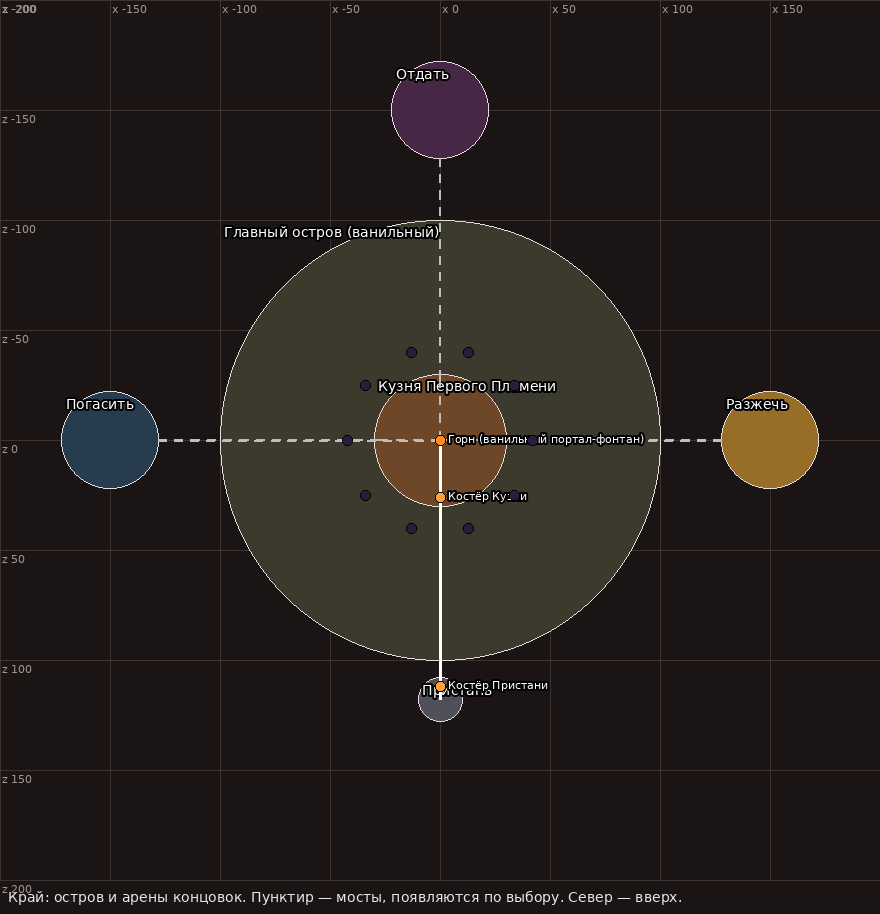 z -200
x -150
x -100
x -50
x 0
x 50
x 100
x 150
Отдать
z -150
z -100
Главный остров (ванильный)
z -50
Кузня Первого Пламени
Погасить
Разжечь
z 0
Горн (ванильный портал-фонтан)
Костёр Кузни
z 50
z 100
Костёр Пристани
Пристань
z 150
z 200
Край: остров и арены концовок. Пунктир — мосты, появляются по выбору. Север — вверх.